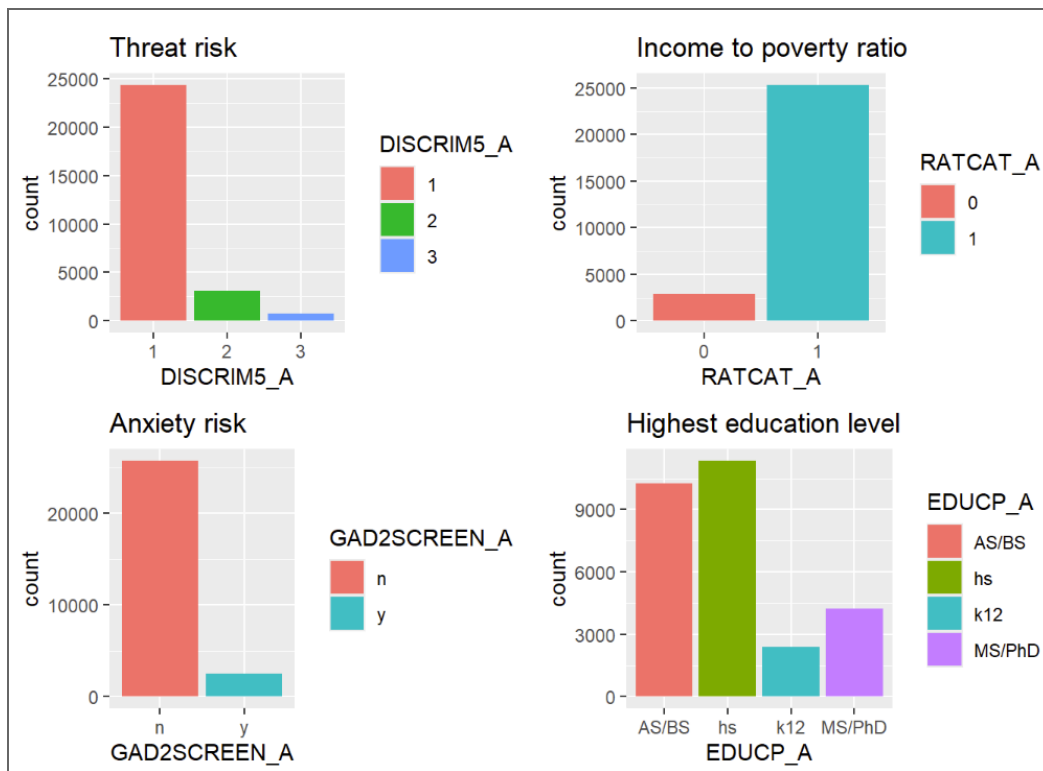 Threat risk
25000
20000
15000
10000
5000
0
count
1
2
3
DISCRIM5_A
DISCRIM5_A
1
2
3
Income to poverty ratio
25000
20000
15000
10000
5000
0
count
0
1
RATCAT_A
RATCAT_A
0
1
Anxiety risk
20000
10000
0
count
n
y
GAD2SCREEN_A
GAD2SCREEN_A
n
y
Highest education level
9000
6000
3000
0
count
AS/BS
hs
k12
MS/PhD
EDUCP_A
EDUCP_A
AS/BS
hs
k12
MS/PhD